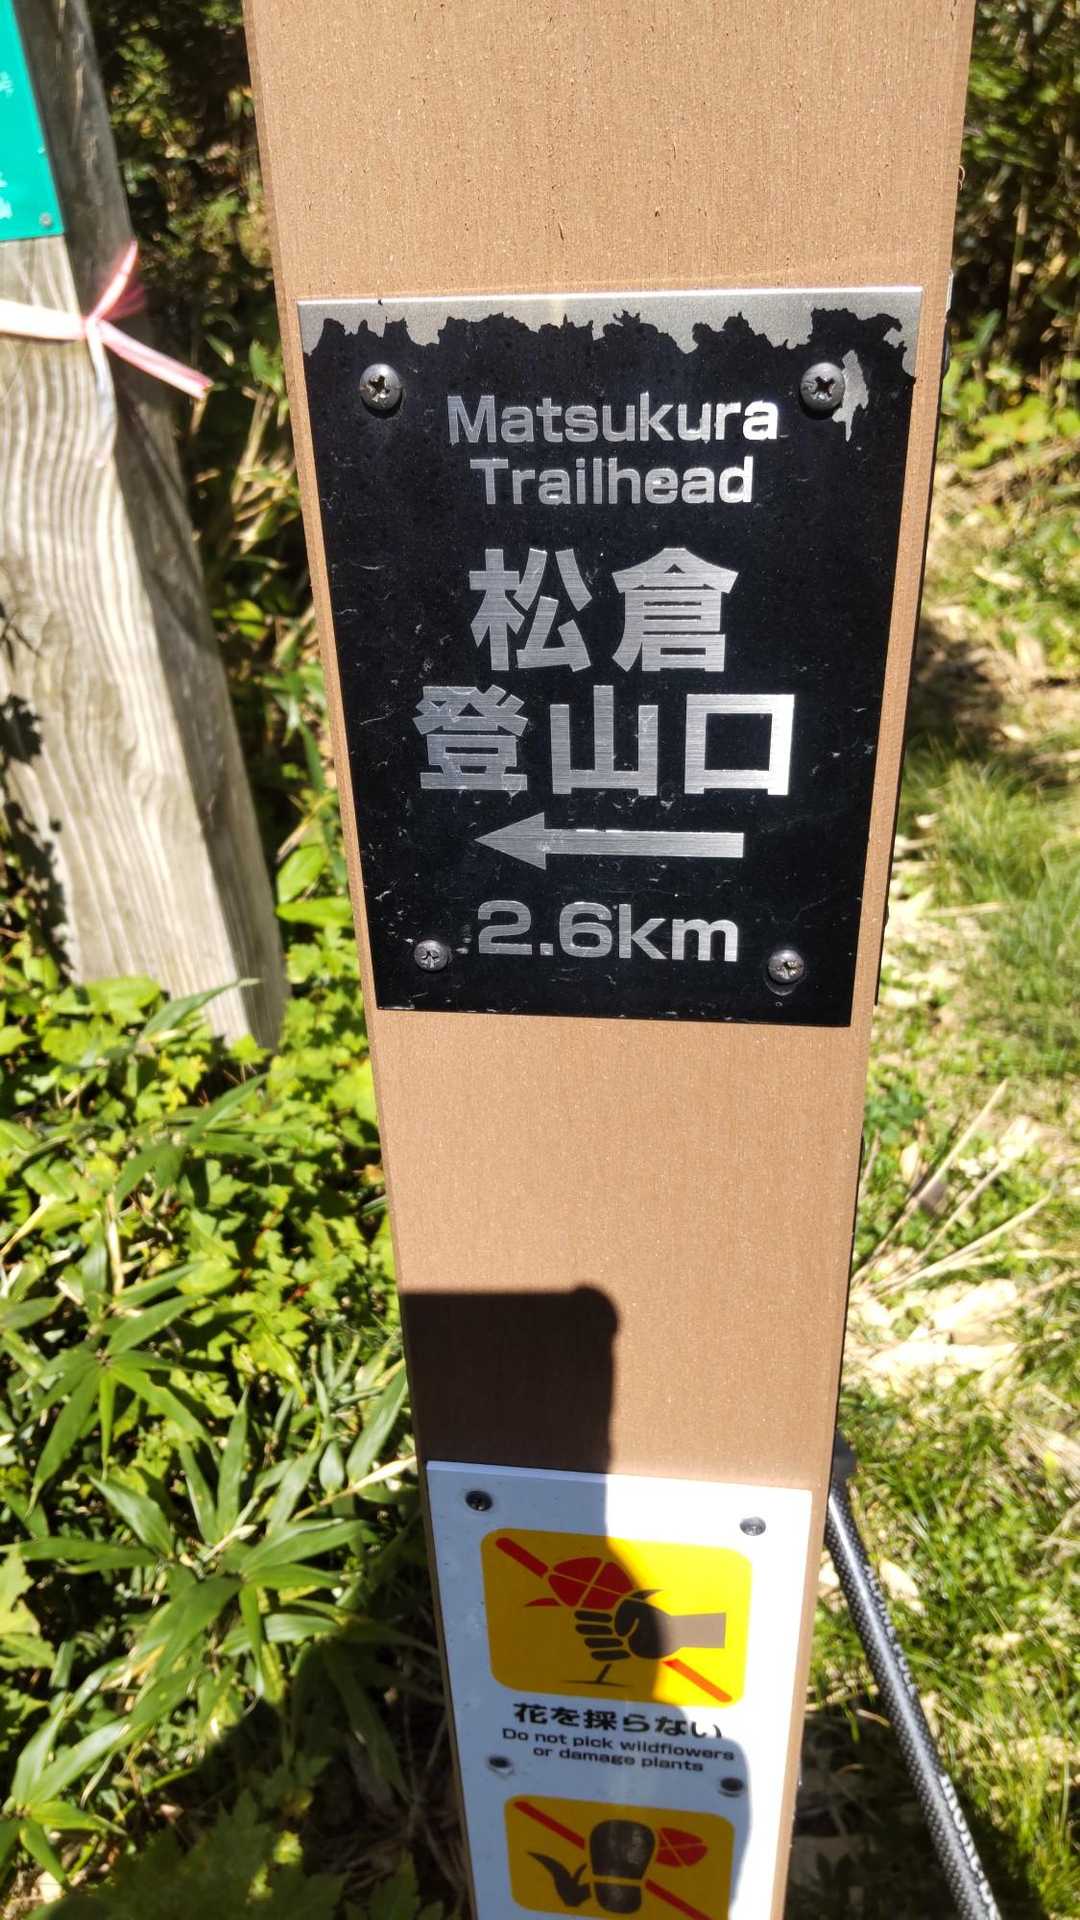 Matsukura
Trailhead
松倉
登山口
2.6km
花を採らない
Do not pick wildflowers
or damage plants